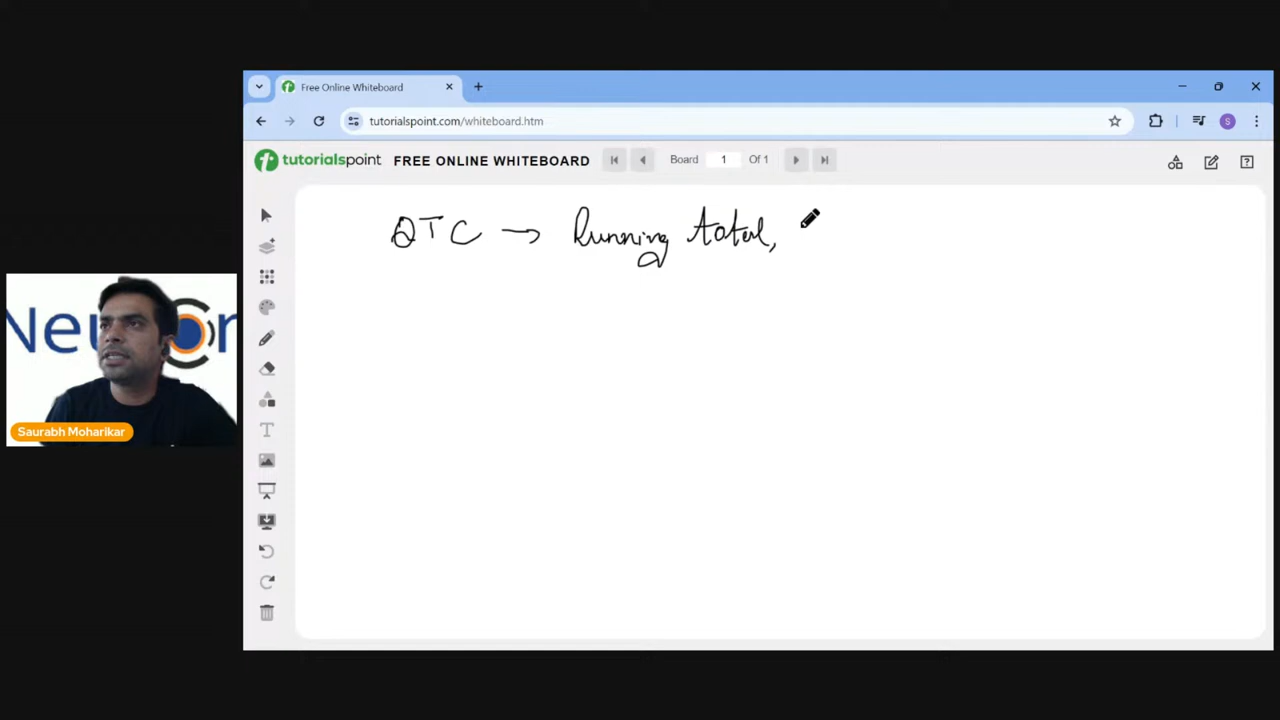 Free Online Whiteboard
tutorialspoint.com/whiteboard.htm
S
tutorialspoint FREE ONLINE WHITEBOARD Board 1 Of 1
QTC → Running total,
Neuron
Saurabh Moharikar